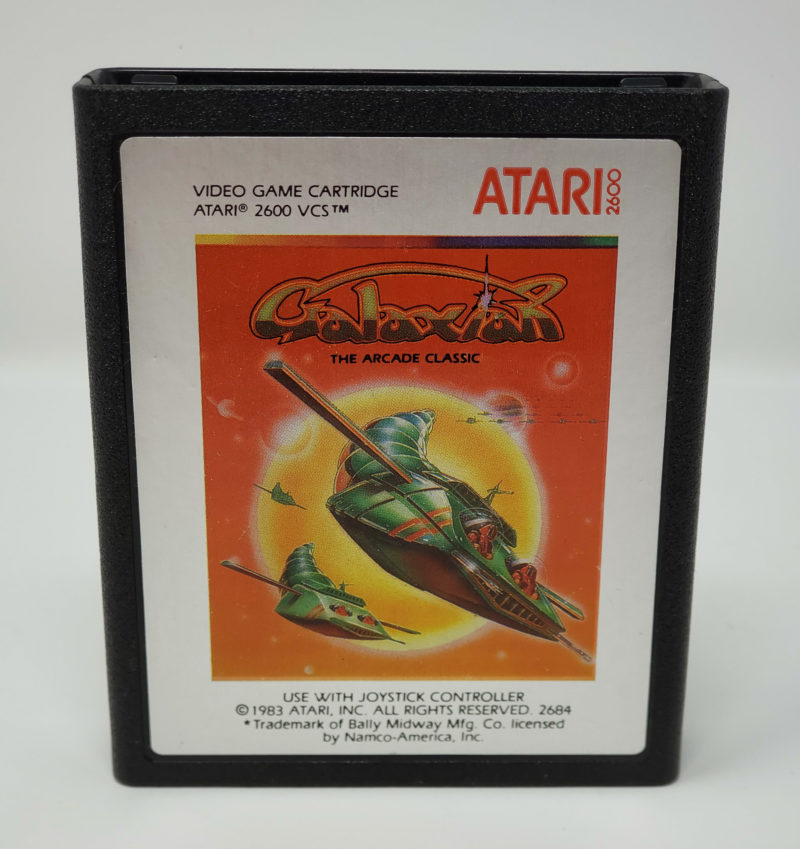 VIDEO GAME CARTRIDGE
ATARI® 2600 VCS™
ATARI 2600
Galaxian
THE ARCADE CLASSIC
USE WITH JOYSTICK CONTROLLER
©1983 ATARI, INC. ALL RIGHTS RESERVED. 2684
*Trademark of Bally Midway Mfg. Co. licensed
by Namco-America, Inc.